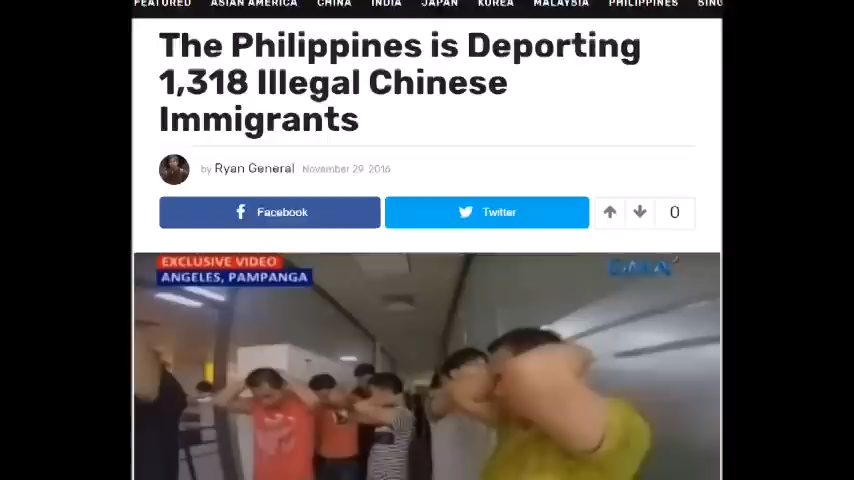 FEATURED ASIAN AMERICA CHINA INDIA JAPAN KOREA MALAYSIA PHILIPPINES
The Philippines is Deporting
1,318 Illegal Chinese
Immigrants
by Ryan General November 29, 2016
Facebook Twitter 0
EXCLUSIVE VIDEO
ANGELES, PAMPANGA